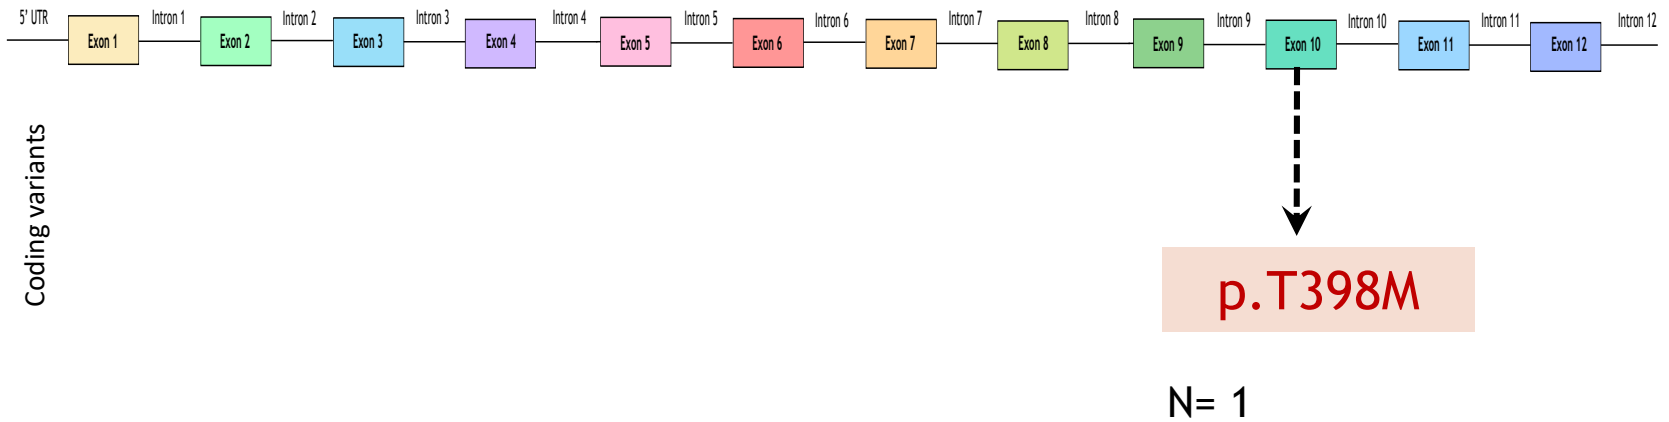 5' UTR Intron 1 Intron 2 Intron 3 Intron 4 Intron 5 Intron 6 Intron 7 Intron 8 Intron 9 Intron 10 Intron 11 Intron 12
Exon 1 Exon 2 Exon 3 Exon 4 Exon 5 Exon 6 Exon 7 Exon 8 Exon 9 Exon 10 Exon 11 Exon 12
Coding variants
p.T398M
N= 1